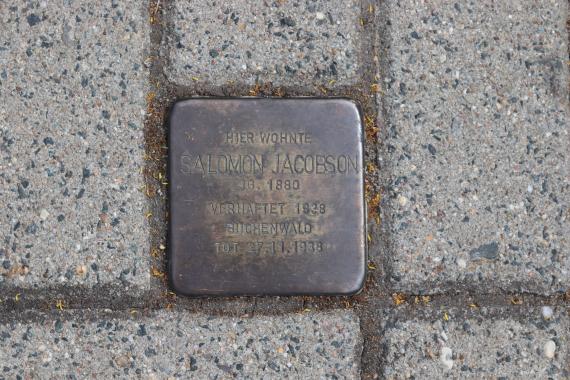 HIER WOHNTE
SALOMON JACOBSON
JG. 1880
VERHAFTET 1938
BUCHENWALD
TOT 27.11.1938